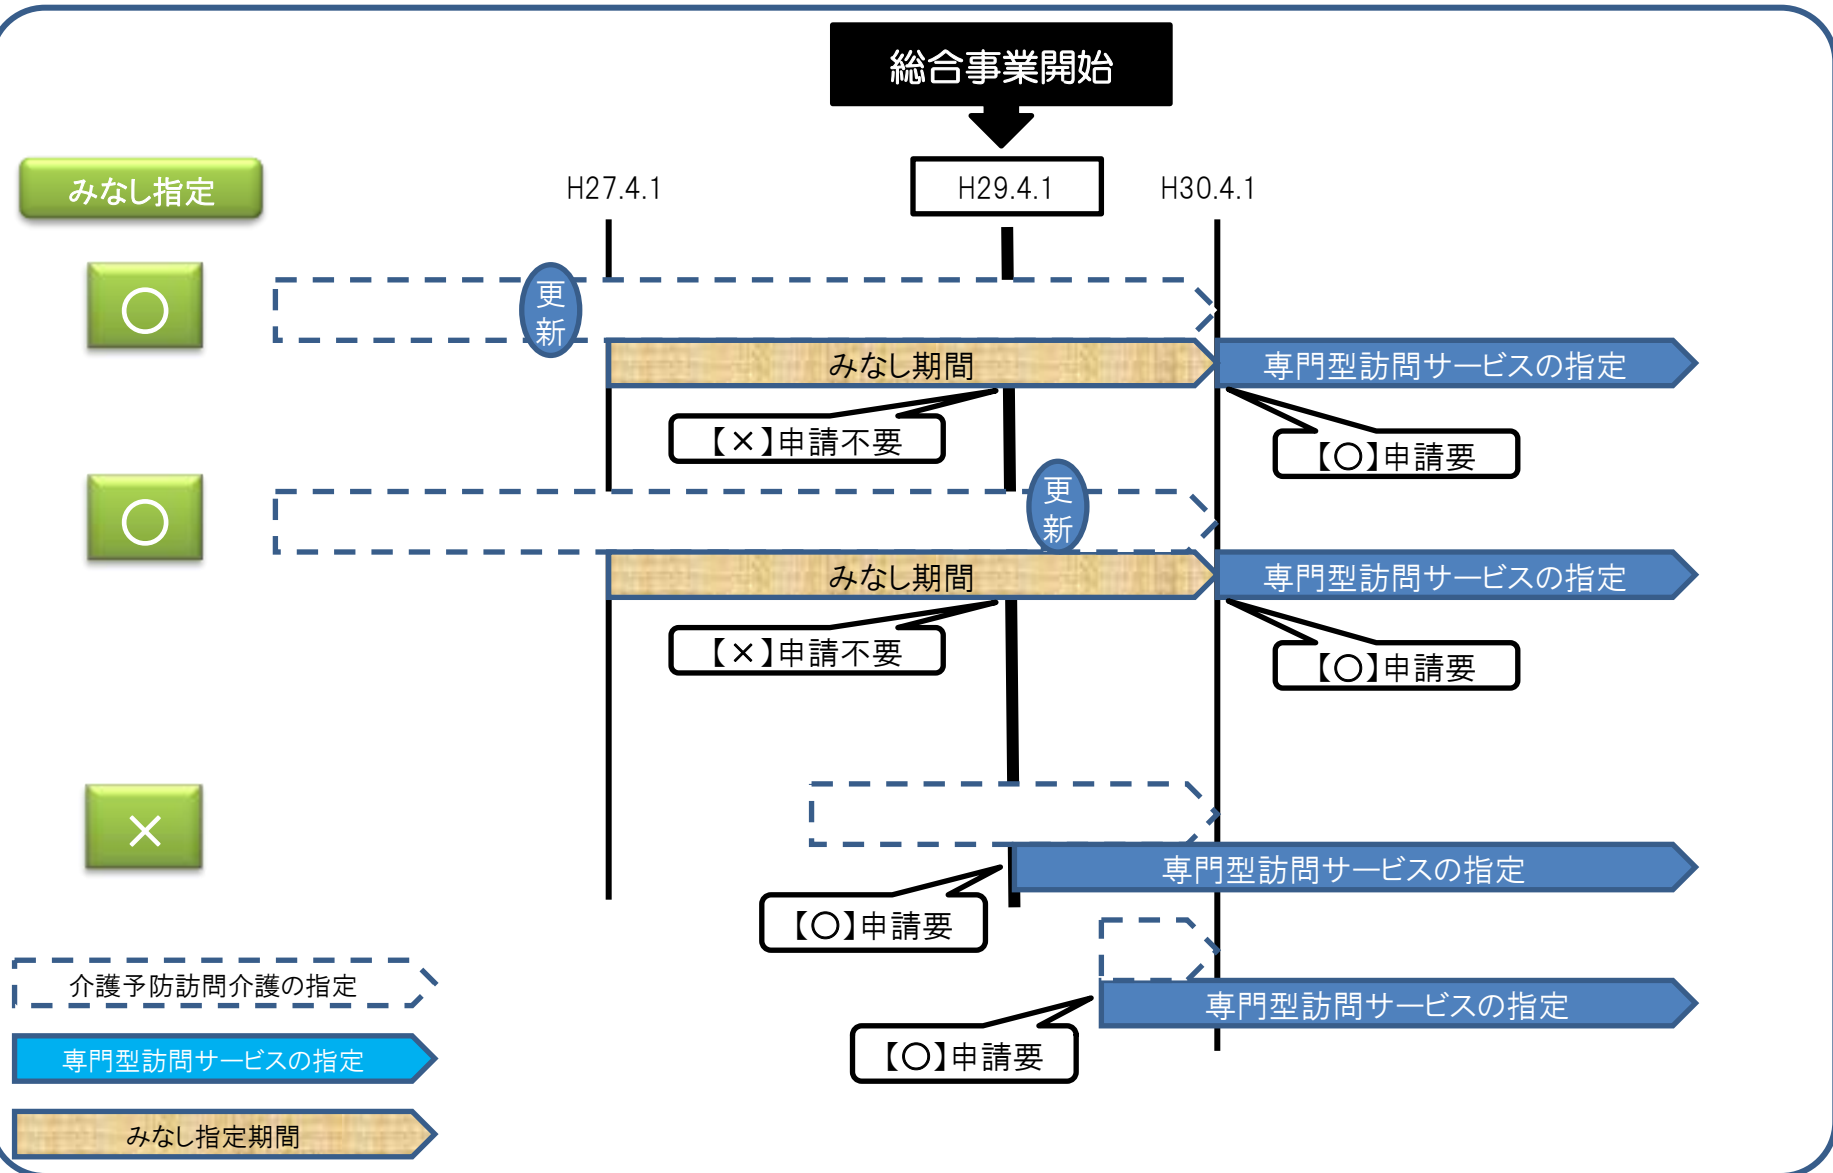 総合事業開始
みなし指定
H27.4.1
H29.4.1
H30.4.1
○
更
新
みなし期間
専門型訪問サービスの指定
【×】申請不要
【○】申請要
○
更
新
みなし期間
専門型訪問サービスの指定
【×】申請不要
【○】申請要
×
専門型訪問サービスの指定
【○】申請要
専門型訪問サービスの指定
【○】申請要
介護予防訪問介護の指定
専門型訪問サービスの指定
みなし指定期間